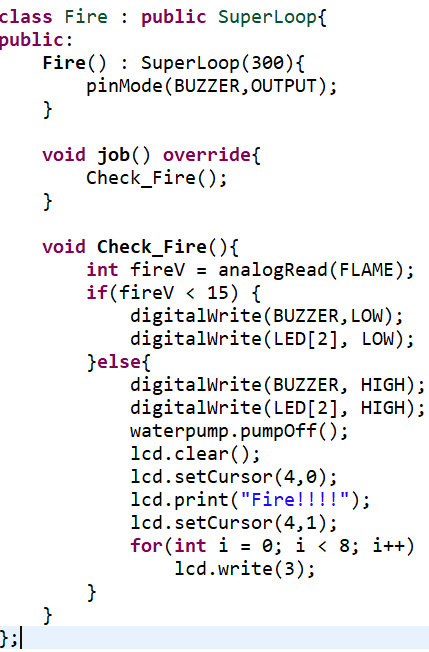 class Fire : public SuperLoop{
public:
    Fire() : SuperLoop(300){
        pinMode(BUZZER,OUTPUT);
    }

    void job() override{
        Check_Fire();
    }

    void Check_Fire(){
        int fireV = analogRead(FLAME);
        if(fireV < 15) {
            digitalWrite(BUZZER,LOW);
            digitalWrite(LED[2], LOW);
        }else{
            digitalWrite(BUZZER, HIGH);
            digitalWrite(LED[2], HIGH);
            waterpump.pumpOff();
            lcd.clear();
            lcd.setCursor(4,0);
            lcd.print("Fire!!!!");
            lcd.setCursor(4,1);
            for(int i = 0; i < 8; i++)
                lcd.write(3);
        }
    }
};